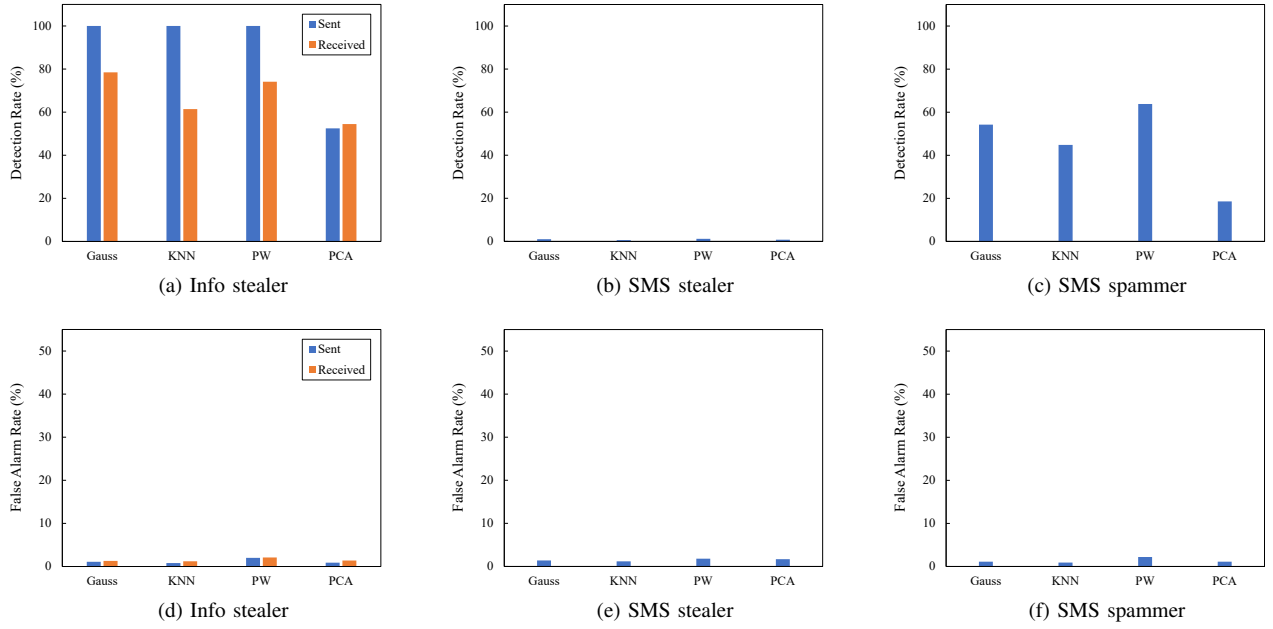 100
80
60
40
20
0
Detection Rate (%)
Sent
Received
Gauss KNN PW PCA
(a) Info stealer
100
80
60
40
20
0
Detection Rate (%)
Gauss KNN PW PCA
(b) SMS stealer
100
80
60
40
20
0
Detection Rate (%)
Gauss KNN PW PCA
(c) SMS spammer
50
40
30
20
10
0
False Alarm Rate (%)
Sent
Received
Gauss KNN PW PCA
(d) Info stealer
50
40
30
20
10
0
False Alarm Rate (%)
Gauss KNN PW PCA
(e) SMS stealer
50
40
30
20
10
0
False Alarm Rate (%)
Gauss KNN PW PCA
(f) SMS spammer